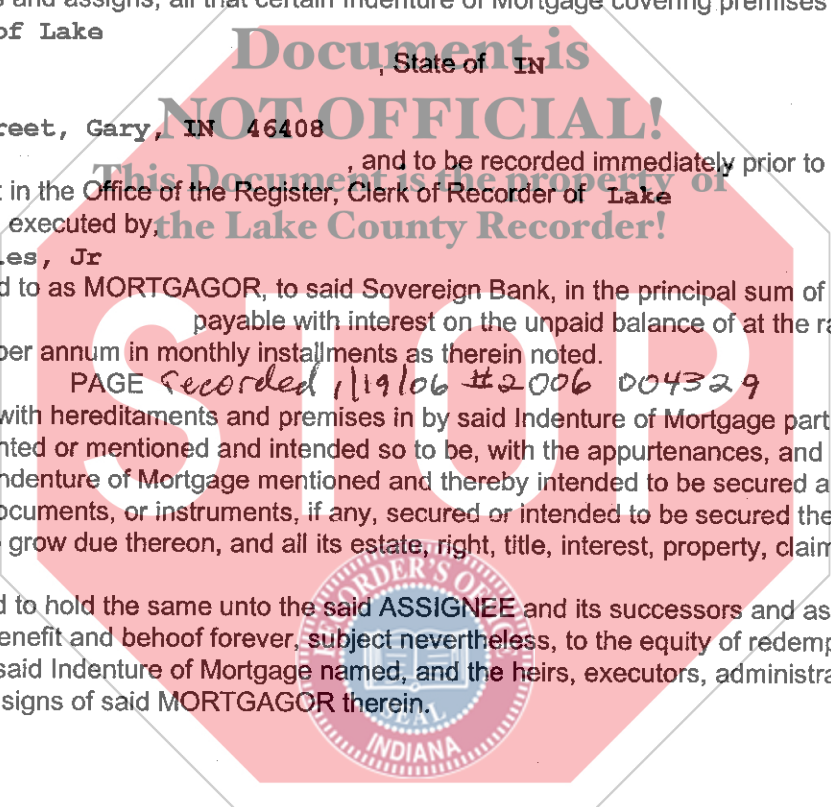 s and assigns, all that certain Indenture of Mortgage covering premises
of Lake
Document is
, State of IN
NOT OFFICIAL!
reet, Gary, IN 46408
, and to be recorded immediately prior to
This Document is the property of
t in the Office of the Register, Clerk of Recorder of Lake
executed by,
the Lake County Recorder!
les, Jr
d to as MORTGAGOR, to said Sovereign Bank, in the principal sum of
payable with interest on the unpaid balance of at the ra
per annum in monthly installments as therein noted.
PAGE Recorded 1/19/06 #2006 004329
with hereditaments and premises in by said Indenture of Mortgage part
nted or mentioned and intended so to be, with the appurtenances, and
ndenture of Mortgage mentioned and thereby intended to be secured a
ocuments, or instruments, if any, secured or intended to be secured the
grow due thereon, and all its estate, right, title, interest, property, claim
STOP
d to hold the same unto the said ASSIGNEE and its successors and as
enefit and behoof forever, subject nevertheless, to the equity of redemp
said Indenture of Mortgage named, and the heirs, executors, administra
signs of said MORTGAGOR therein.
RECORDER'S OFFICE
SEAL
INDIANA